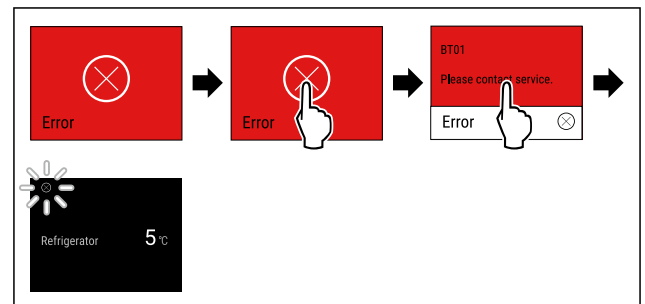 Error
Error
BT01
Please contact service.
Error
Refrigerator 5 °C